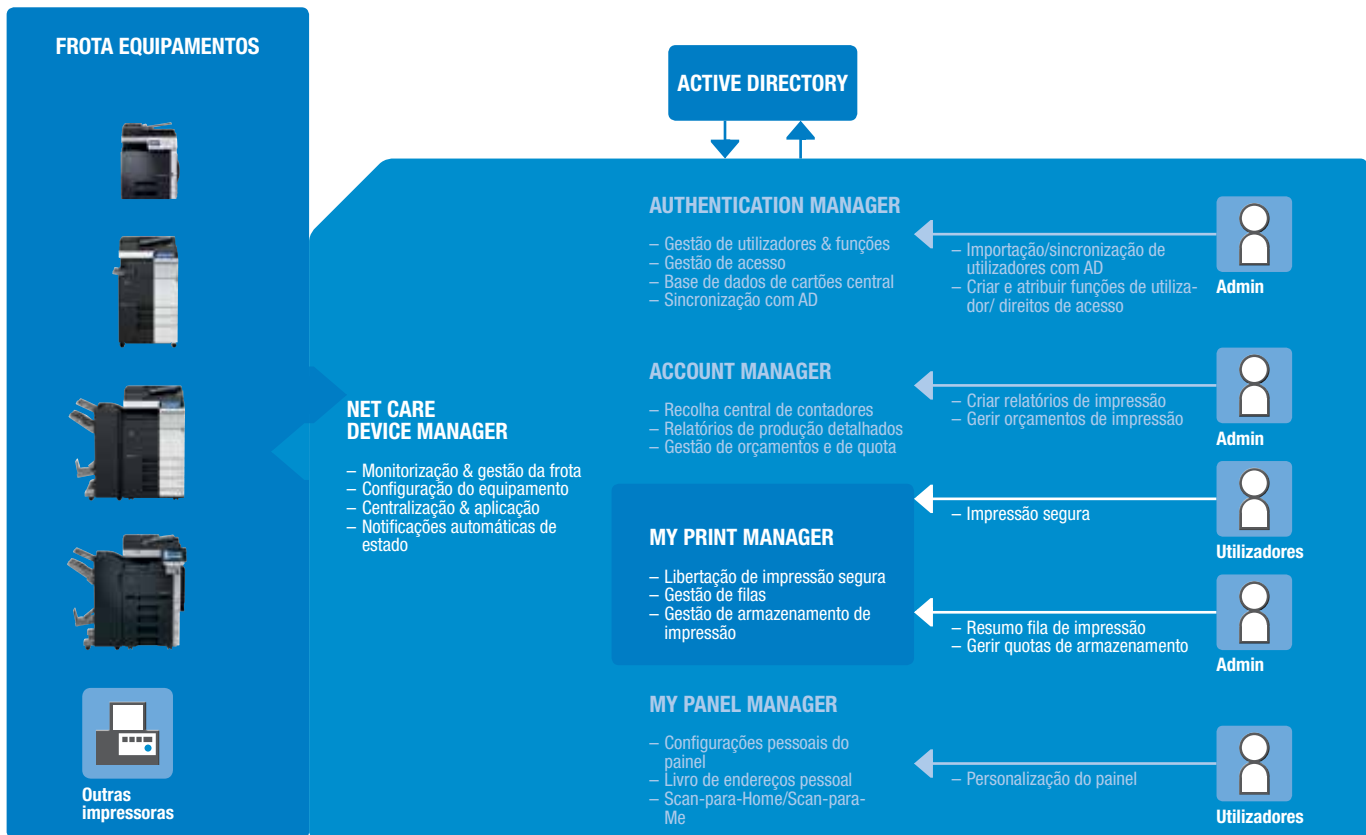 FROTA EQUIPAMENTOS
Outras
impressoras
ACTIVE DIRECTORY
NET CARE
DEVICE MANAGER
– Monitorização & gestão da frota
– Configuração do equipamento
– Centralização & aplicação
– Notificações automáticas de
estado
AUTHENTICATION MANAGER
– Gestão de utilizadores & funções
– Gestão de acesso
– Base de dados de cartões central
– Sincronização com AD
– Importação/sincronização de
utilizadores com AD
– Criar e atribuir funções de utiliza-
dor/ direitos de acesso
Admin
ACCOUNT MANAGER
– Recolha central de contadores
– Relatórios de produção detalhados
– Gestão de orçamentos e de quota
– Criar relatórios de impressão
– Gerir orçamentos de impressão
Admin
MY PRINT MANAGER
– Libertação de impressão segura
– Gestão de filas
– Gestão de armazenamento de
impressão
– Impressão segura
Utilizadores
– Resumo fila de impressão
– Gerir quotas de armazenamento
Admin
MY PANEL MANAGER
– Configurações pessoais do
painel
– Livro de endereços pessoal
– Scan-para-Home/Scan-para-
Me
– Personalização do painel
Utilizadores